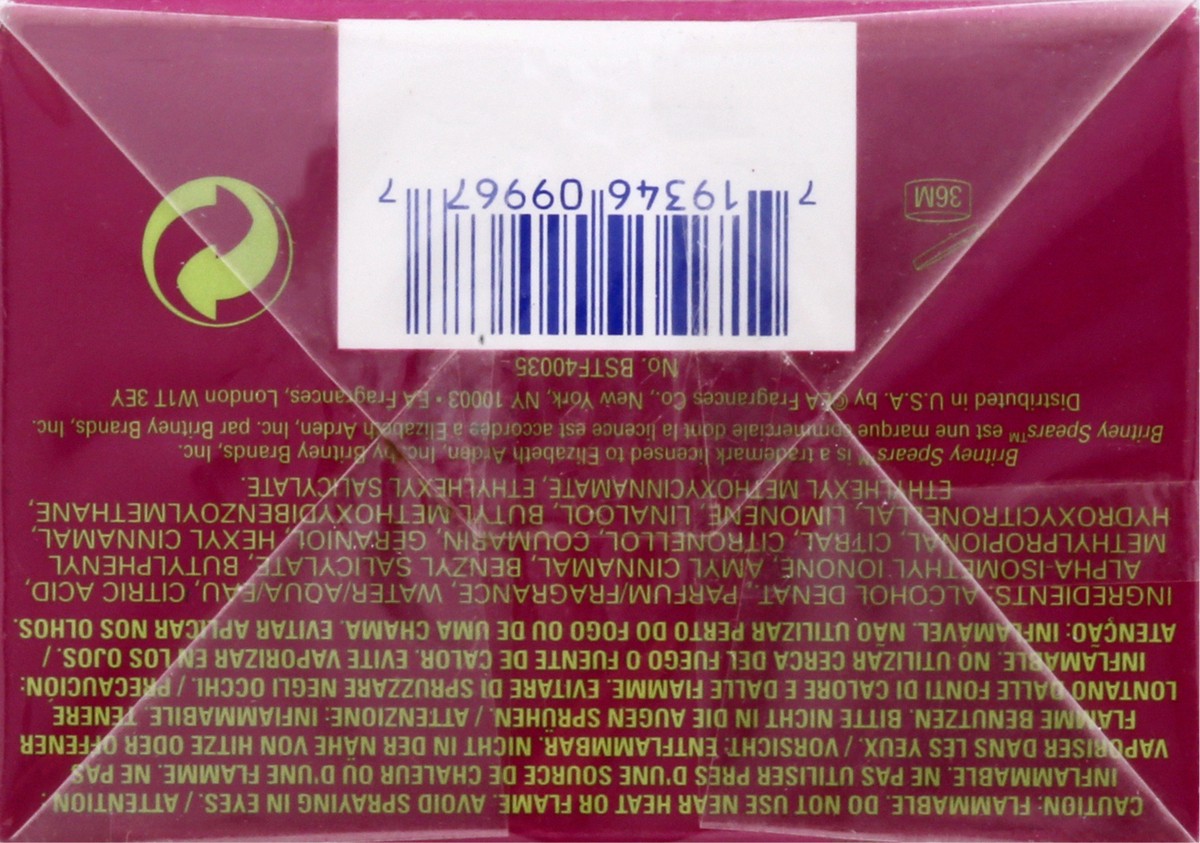 CAUTION: FLAMMABLE. DO NOT USE NEAR HEAT OR FLAME. AVOID SPRAYING IN EYES. / ATTENTION:
INFLAMMABLE. NE PAS UTILISER PRES D'UNE SOURCE DE CHALEUR OU D'UNE FLAMME. NE PAS
VAPORISER DANS LES YEUX. / VORSICHT: ENTFLAMMBAR. NICHT IN DER NÄHE VON HITZE ODER OFFENER
FLAMME BENUTZEN. BITTE NICHT IN DIE AUGEN SPRÜHEN. / ATTENZIONE: INFIAMMABILE. TENERE
LONTANO DALLE FONTI DI CALORE E DALLE FIAMME. EVITARE DI SPRUZZARE NEGLI OCCHI. / PRECAUCIÓN:
INFLAMABLE. NO UTILIZAR CERCA DEL FUEGO O FUENTE DE CALOR. EVITE VAPORIZAR EN LOS OJOS. /
ATENÇÃO: INFLAMÁVEL. NÃO UTILIZAR PERTO DO FOGO OU DE UMA CHAMA. EVITAR APLICAR NOS OLHOS.
INGREDIENTS: ALCOHOL DENAT., PARFUM/FRAGRANCE, WATER/AQUA/EAU, CITRIC ACID,
ALPHA-ISOMETHYL IONONE, AMYL CINNAMAL, BENZYL SALICYLATE, BUTYLPHENYL
METHYLPROPIONAL, CITRAL, CITRONELLOL, COUMARIN, GERANIOL, HEXYL CINNAMAL,
HYDROXYCITRONELLAL, LIMONENE, LINALOOL, BUTYL METHOXYDIBENZOYLMETHANE,
ETHYLHEXYL METHOXYCINNAMATE, ETHYLHEXYL SALICYLATE.
Britney Spears™ is a trademark licensed to Elizabeth Arden, Inc. by Britney Brands, Inc.
Britney Spears™ est une marque commerciale dont la licence est accordée à Elizabeth Arden, Inc. par Britney Brands, Inc.
Distributed in U.S.A. by © EA Fragrances Co., New York, NY 10003 • EA Fragrances, London W1T 3EY
No. BSTF40035
36M
7 19346 09967 7